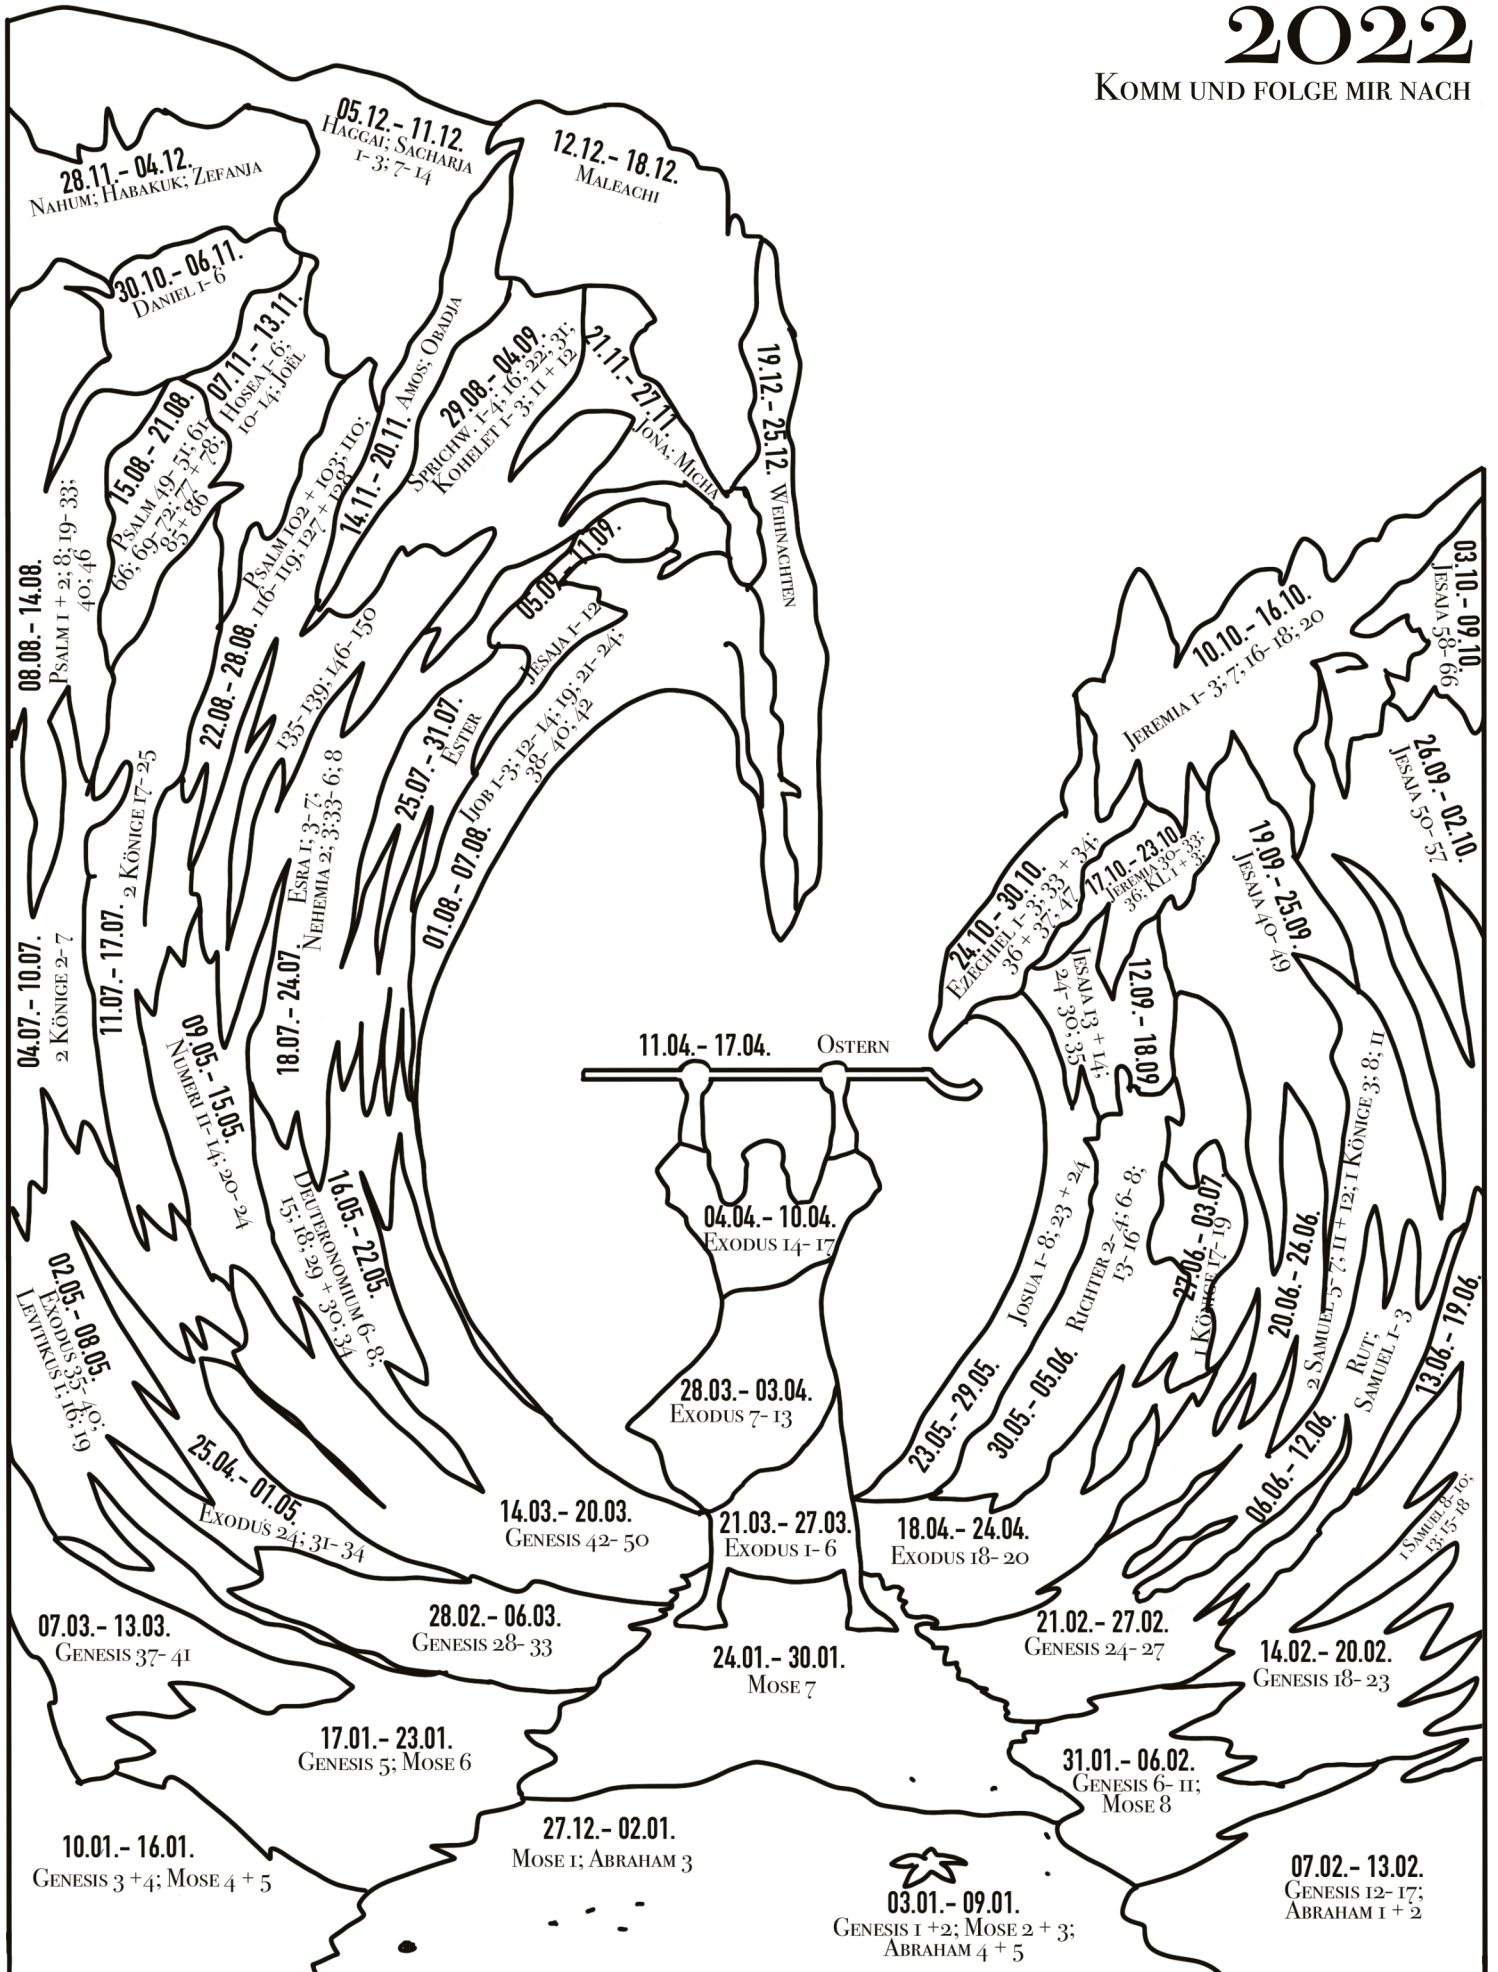 2022
Komm und folge mir nach
05.12.- 11.12.
Haggai; Sacharja
1- 3; 7- 14
12.12.- 18.12.
Maleachi
28.11.- 04.12.
Nahum; Habakuk; Zefanja
30.10.- 06.11.
Daniel 1- 6
07.11.- 13.11.
Hosea 1- 6;
10- 14; Joël
14.11.- 20.11. Amos; Obadja
29.08.- 04.09.
Sprichw. 1-4; 16; 22; 31;
Kohelet 1- 3; 11 + 12
21.11.- 27.11.
Jona; Micha
19.12.- 25.12. Weihnachten
15.08.- 21.08.
Psalm 49- 51; 61-
66; 69- 72; 77 + 78;
85+ 86
08.08.- 14.08.
Psalm 1 + 2; 8; 19- 33;
40; 46
22.08.- 28.08.
Psalm 102 + 103; 110;
116- 119; 127 + 128
135- 139; 146- 150
05.09.- 11.09.
Jesaja 1- 12
03.10.- 09.10.
Jesaja 58- 66
10.10.- 16.10.
Jeremia 1- 3; 7; 16- 18; 20
26.09.- 02.10.
Jesaja 50- 57
25.07.- 31.07.
Ester
01.08.- 07.08.
Ijob 1-3; 12- 14; 19; 21- 24;
38- 40; 42
11.07.- 17.07.
2 Könige 17- 25
18.07.- 24.07.
Esra 1; 3-7;
Nehemia 2; 3:33- 6; 8
19.09.- 25.09.
Jesaja 40- 49
17.10.- 23.10.
Jeremia 30- 33;
36; KL 1 + 3;
24.10.- 30.10.
Ezechiel 1- 3; 33 + 34;
36 + 37; 47
12.09.- 18.09
Jesaja 13 + 14;
24- 30; 35
04.07.- 10.07.
2 Könige 2- 7
09.05.- 15.05.
Numeri 11- 14; 20- 24
11.04.- 17.04.
Ostern
04.04.- 10.04.
Exodus 14- 17
16.05.- 22.05.
Deuteronomium 6- 8;
15; 18; 29 + 30; 34
23.05.- 29.05.
Josua 1- 8; 23 + 24
30.05.- 05.06.
Richter 2- 4; 6- 8;
13- 16
27.06.- 03.07.
1 Könige 17- 19
20.06.- 26.06.
2 Samuel 5- 7; 11 + 12; 1 Könige 3; 8; 11
06.06.- 12.06.
Rut;
Samuel 1- 3
13.06.- 19.06.
1 Samuel 8- 10;
13; 15- 18
02.05.- 08.05.
Exodus 35- 40;
Levitikus 1; 16; 19
28.03.- 03.04.
Exodus 7- 13
25.04.- 01.05.
Exodus 24; 31- 34
14.03.- 20.03.
Genesis 42- 50
21.03.- 27.03.
Exodus 1- 6
18.04.- 24.04.
Exodus 18- 20
07.03.- 13.03.
Genesis 37- 41
28.02.- 06.03.
Genesis 28- 33
24.01.- 30.01.
Mose 7
21.02.- 27.02.
Genesis 24- 27
14.02.- 20.02.
Genesis 18- 23
17.01.- 23.01.
Genesis 5; Mose 6
31.01.- 06.02.
Genesis 6- 11;
Mose 8
10.01.- 16.01.
Genesis 3 +4; Mose 4 + 5
27.12.- 02.01.
Mose 1; Abraham 3
03.01.- 09.01.
Genesis 1 +2; Mose 2 + 3;
Abraham 4 + 5
07.02.- 13.02.
Genesis 12- 17;
Abraham 1 + 2